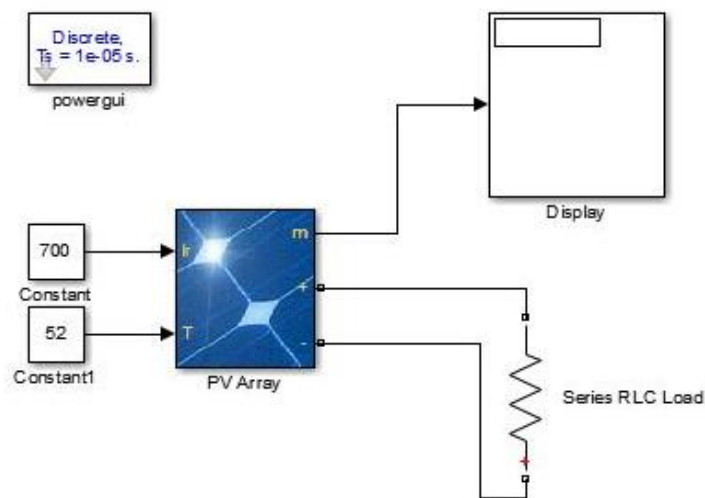 Discrete,
Ts = 1e-05 s.
powergui
Display
700
Constant
52
Constant1
Ir
T
m
+
-
PV Array
Series RLC Load
+